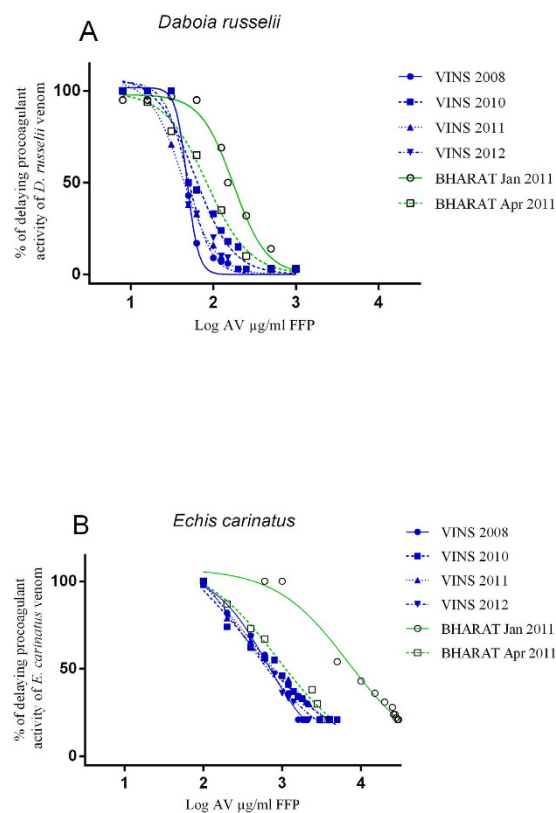 A
Daboia russelii
% of delaying procoagulant
activity of D. russelii venom
100
50
0
1
2
3
4
Log AV µg/ml FFP
VINS 2008
VINS 2010
VINS 2011
VINS 2012
BHARAT Jan 2011
BHARAT Apr 2011
B
Echis carinatus
% of delaying procoagulant
activity of E. carinatus venom
100
50
0
1
2
3
4
Log AV µg/ml FFP
VINS 2008
VINS 2010
VINS 2011
VINS 2012
BHARAT Jan 2011
BHARAT Apr 2011